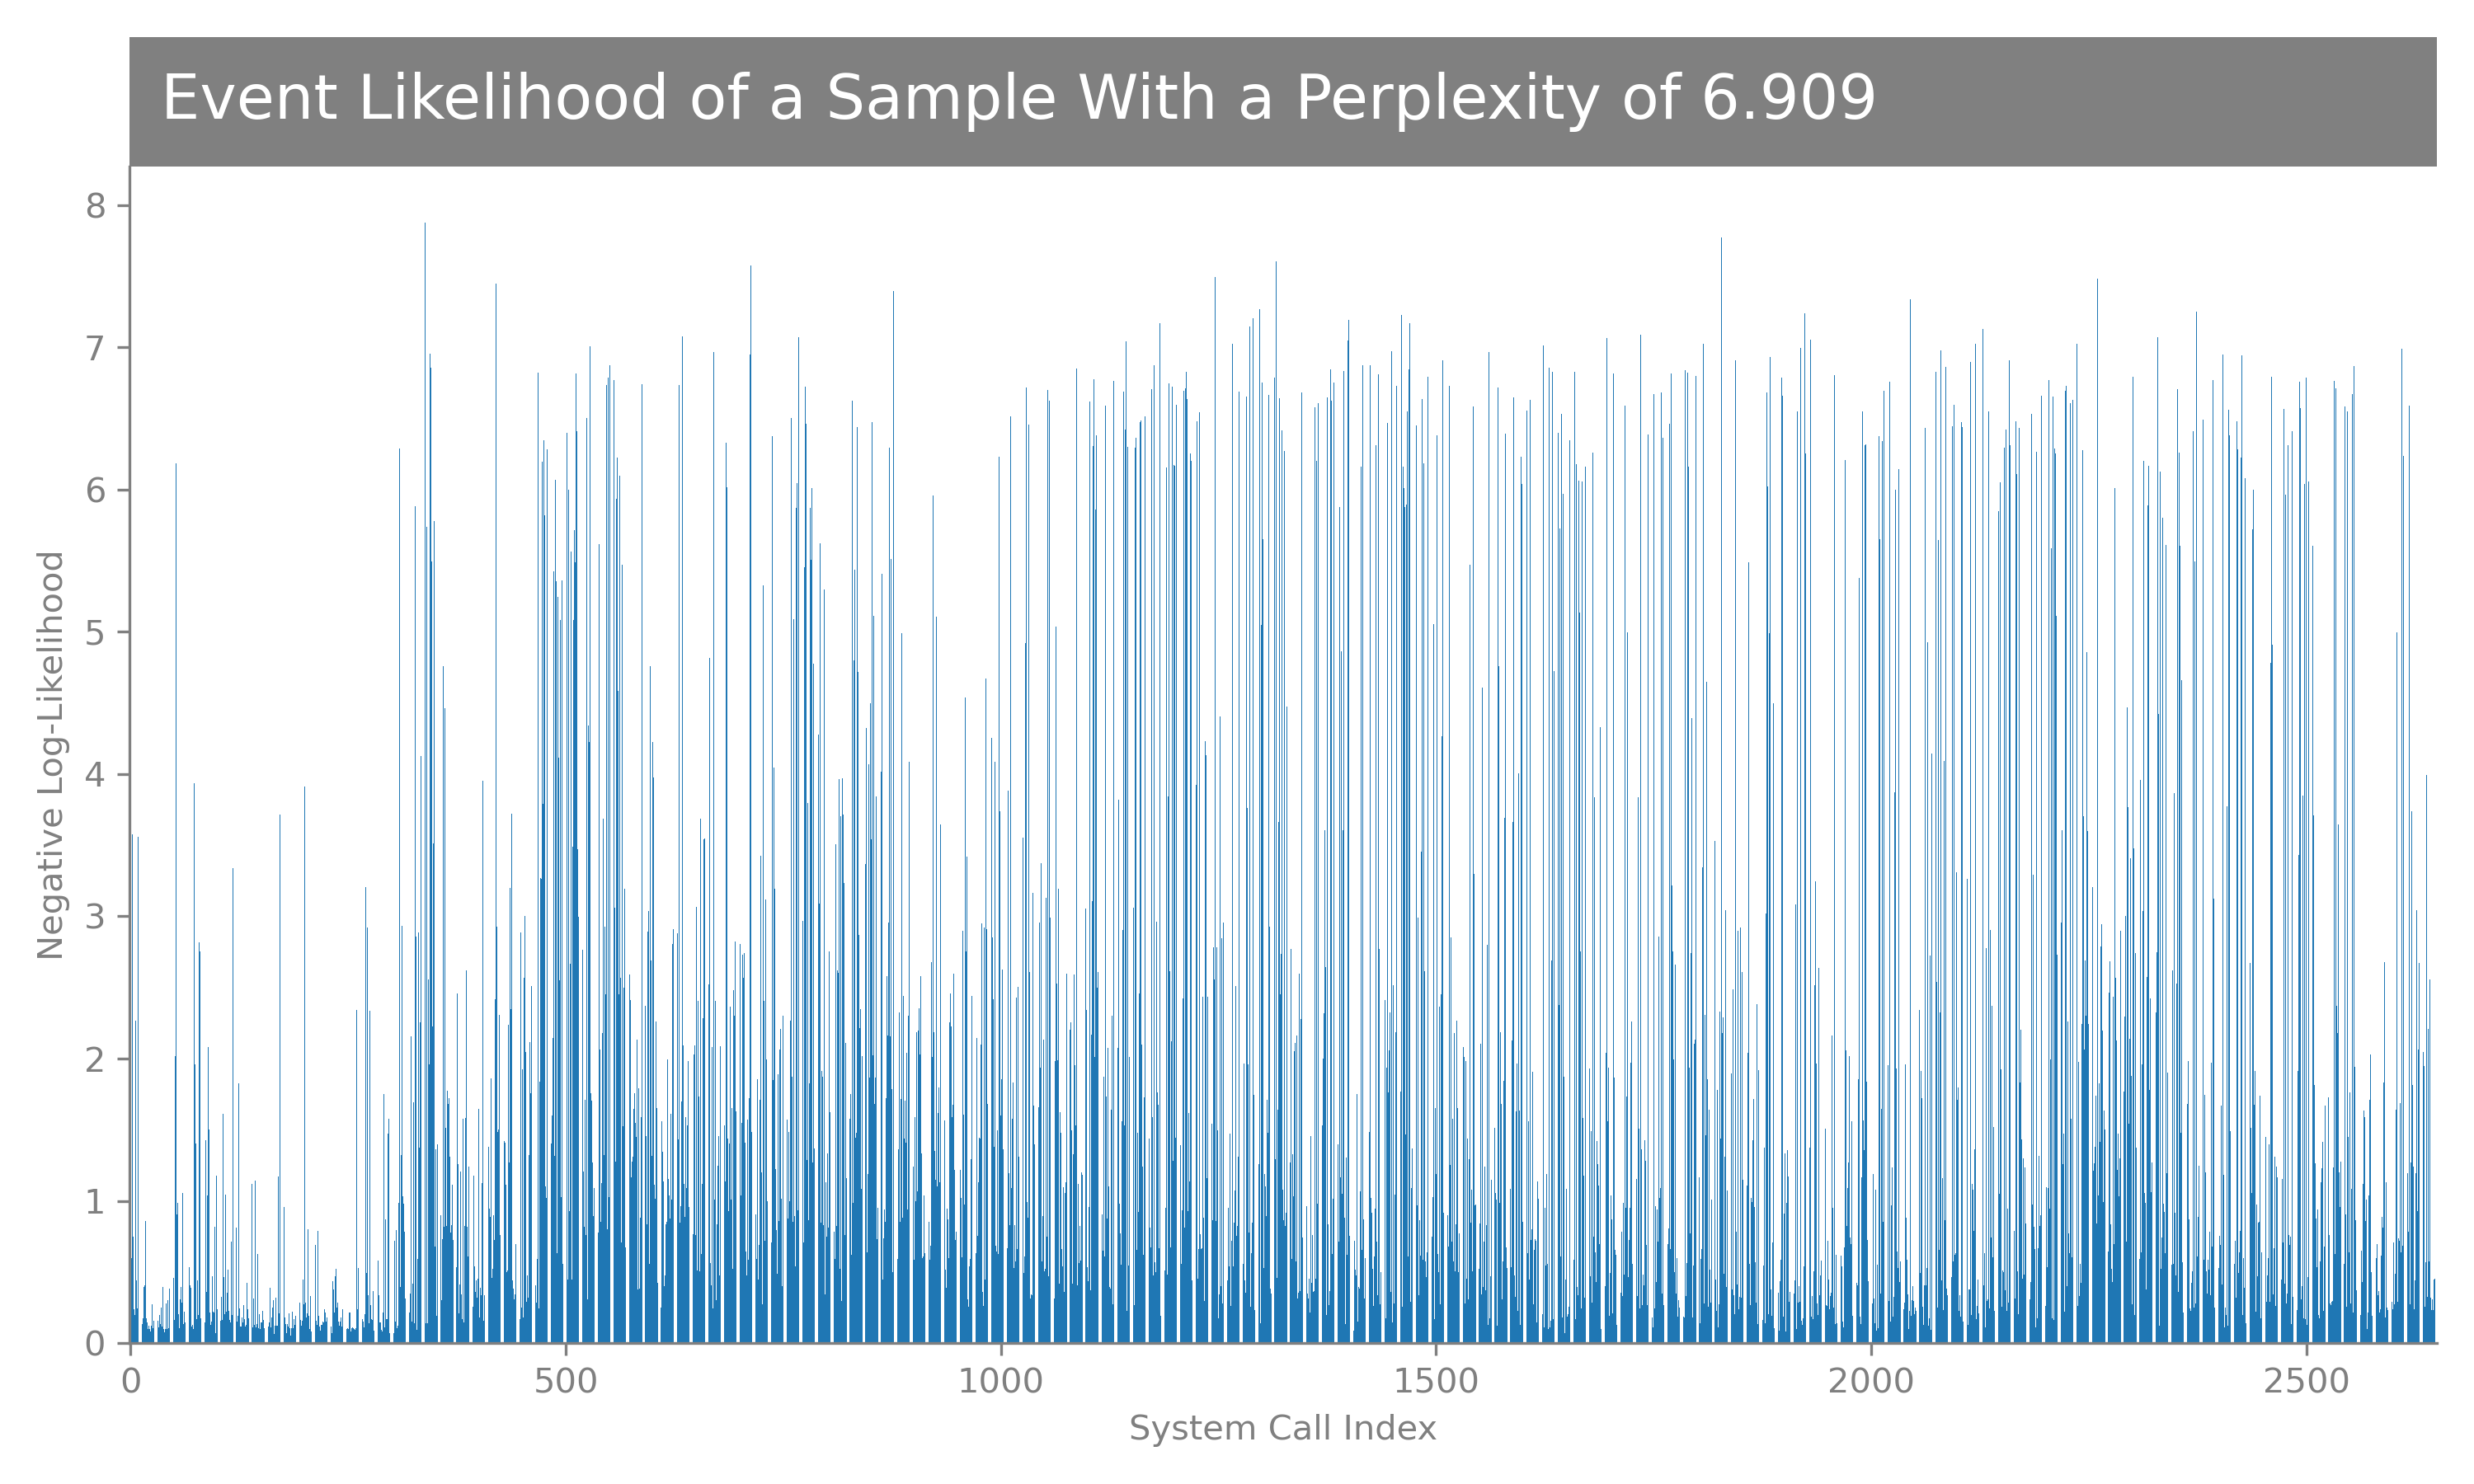 Event Likelihood of a Sample With a Perplexity of 6.909
8
7
6
5
4
3
2
1
0
Negative Log-Likelihood
0 500 1000 1500 2000 2500
System Call Index